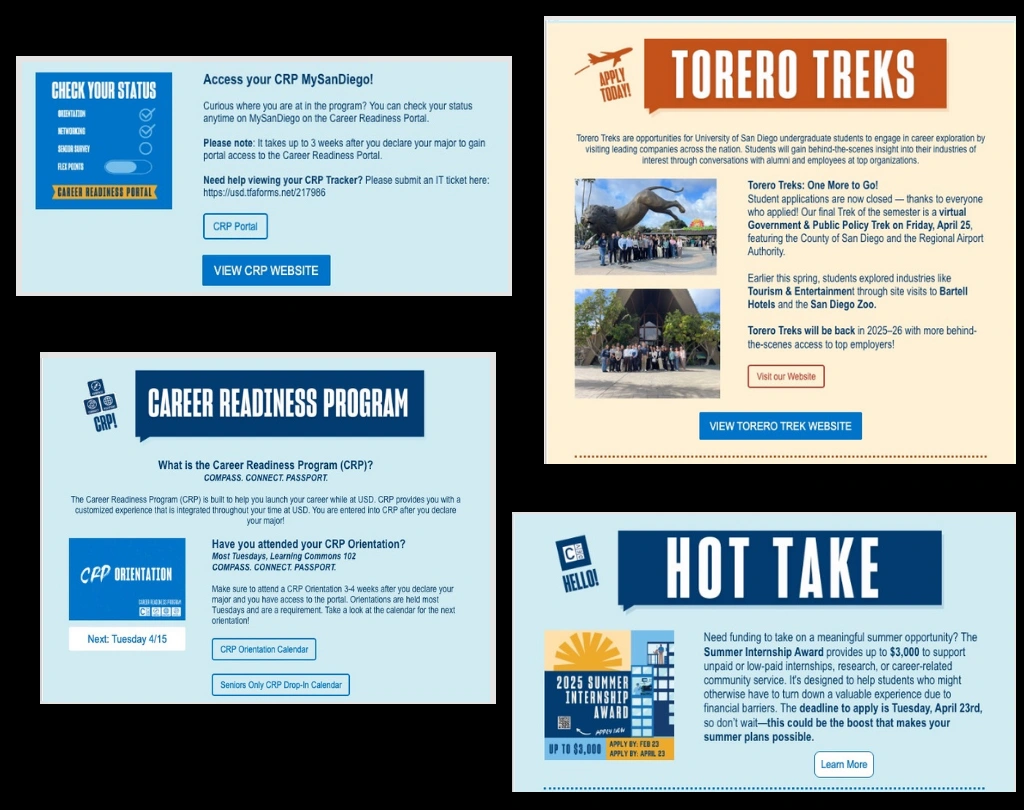 CHECK YOUR STATUS
ORIENTATION
NETWORKING
SENIOR SURVEY
FLEX POINTS
CAREER READINESS PORTAL
Access your CRP MySanDiego!
Curious where you are at in the program? You can check your status
anytime on MySanDiego on the Career Readiness Portal.
Please note: It takes up to 3 weeks after you declare your major to gain
portal access to the Career Readiness Portal.
Need help viewing your CRP Tracker? Please submit an IT ticket here:
https://usd.tfaforms.net/217986
CRP Portal
VIEW CRP WEBSITE
APPLY
TODAY!
TORERO TREKS
Torero Treks are opportunities for University of San Diego undergraduate students to engage in career exploration by
visiting leading companies across the nation. Students will gain behind-the-scenes insight into their industries of
interest through conversations with alumni and employees at top organizations.
Torero Treks: One More to Go!
Student applications are now closed — thanks to everyone
who applied! Our final Trek of the semester is a virtual
Government & Public Policy Trek on Friday, April 25,
featuring the County of San Diego and the Regional Airport
Authority.
Earlier this spring, students explored industries like
Tourism & Entertainment through site visits to Bartell
Hotels and the San Diego Zoo.
Torero Treks will be back in 2025–26 with more behind-
the-scenes access to top employers!
Visit our Website
VIEW TORERO TREK WEBSITE
CRP!
CAREER READINESS PROGRAM
What is the Career Readiness Program (CRP)?
COMPASS. CONNECT. PASSPORT.
The Career Readiness Program (CRP) is built to help you launch your career while at USD. CRP provides you with a
customized experience that is integrated throughout your time at USD. You are entered into CRP after you declare
your major!
CRP ORIENTATION
CAREER READINESS PROGRAM
Next: Tuesday 4/15
Have you attended your CRP Orientation?
Most Tuesdays, Learning Commons 102
COMPASS. CONNECT. PASSPORT.
Make sure to attend a CRP Orientation 3-4 weeks after you declare your
major and you have access to the portal. Orientations are held most
Tuesdays and are a requirement. Take a look at the calendar for the next
orientation!
CRP Orientation Calendar
Seniors Only CRP Drop-In Calendar
HELLO!
HOT TAKE
2025 SUMMER
INTERNSHIP
AWARD
APPLY NOW
UP TO $3,000
APPLY BY: FEB 23
APPLY BY: APRIL 23
Need funding to take on a meaningful summer opportunity? The
Summer Internship Award provides up to $3,000 to support
unpaid or low-paid internships, research, or career-related
community service. It's designed to help students who might
otherwise have to turn down a valuable experience due to
financial barriers. The deadline to apply is Tuesday, April 23rd,
so don't wait—this could be the boost that makes your
summer plans possible.
Learn More